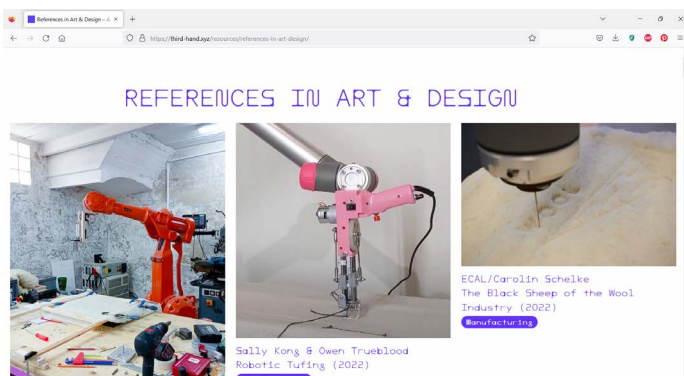 References in Art & Design – A
https://third-hand.xyz/resources/references-in-art-design/
REFERENCES IN ART & DESIGN
ECAL/Carolin Schelke
The Black Sheep of the Wool
Industry (2022)
Manufacturing
Sally Kong & Owen Trueblood
Robotic Tufing (2022)